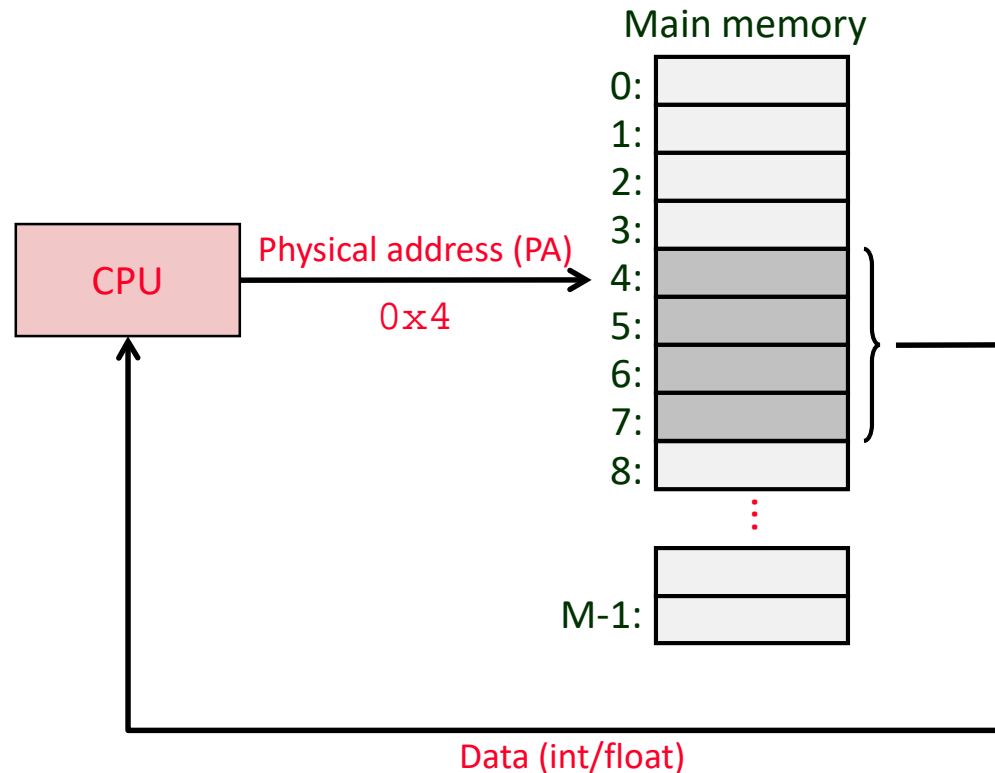 Main memory
0:
1:
2:
3:
Physical address (PA)
CPU
0x4
4:
5:
6:
7:
8:
⋮
M-1:
Data (int/float)